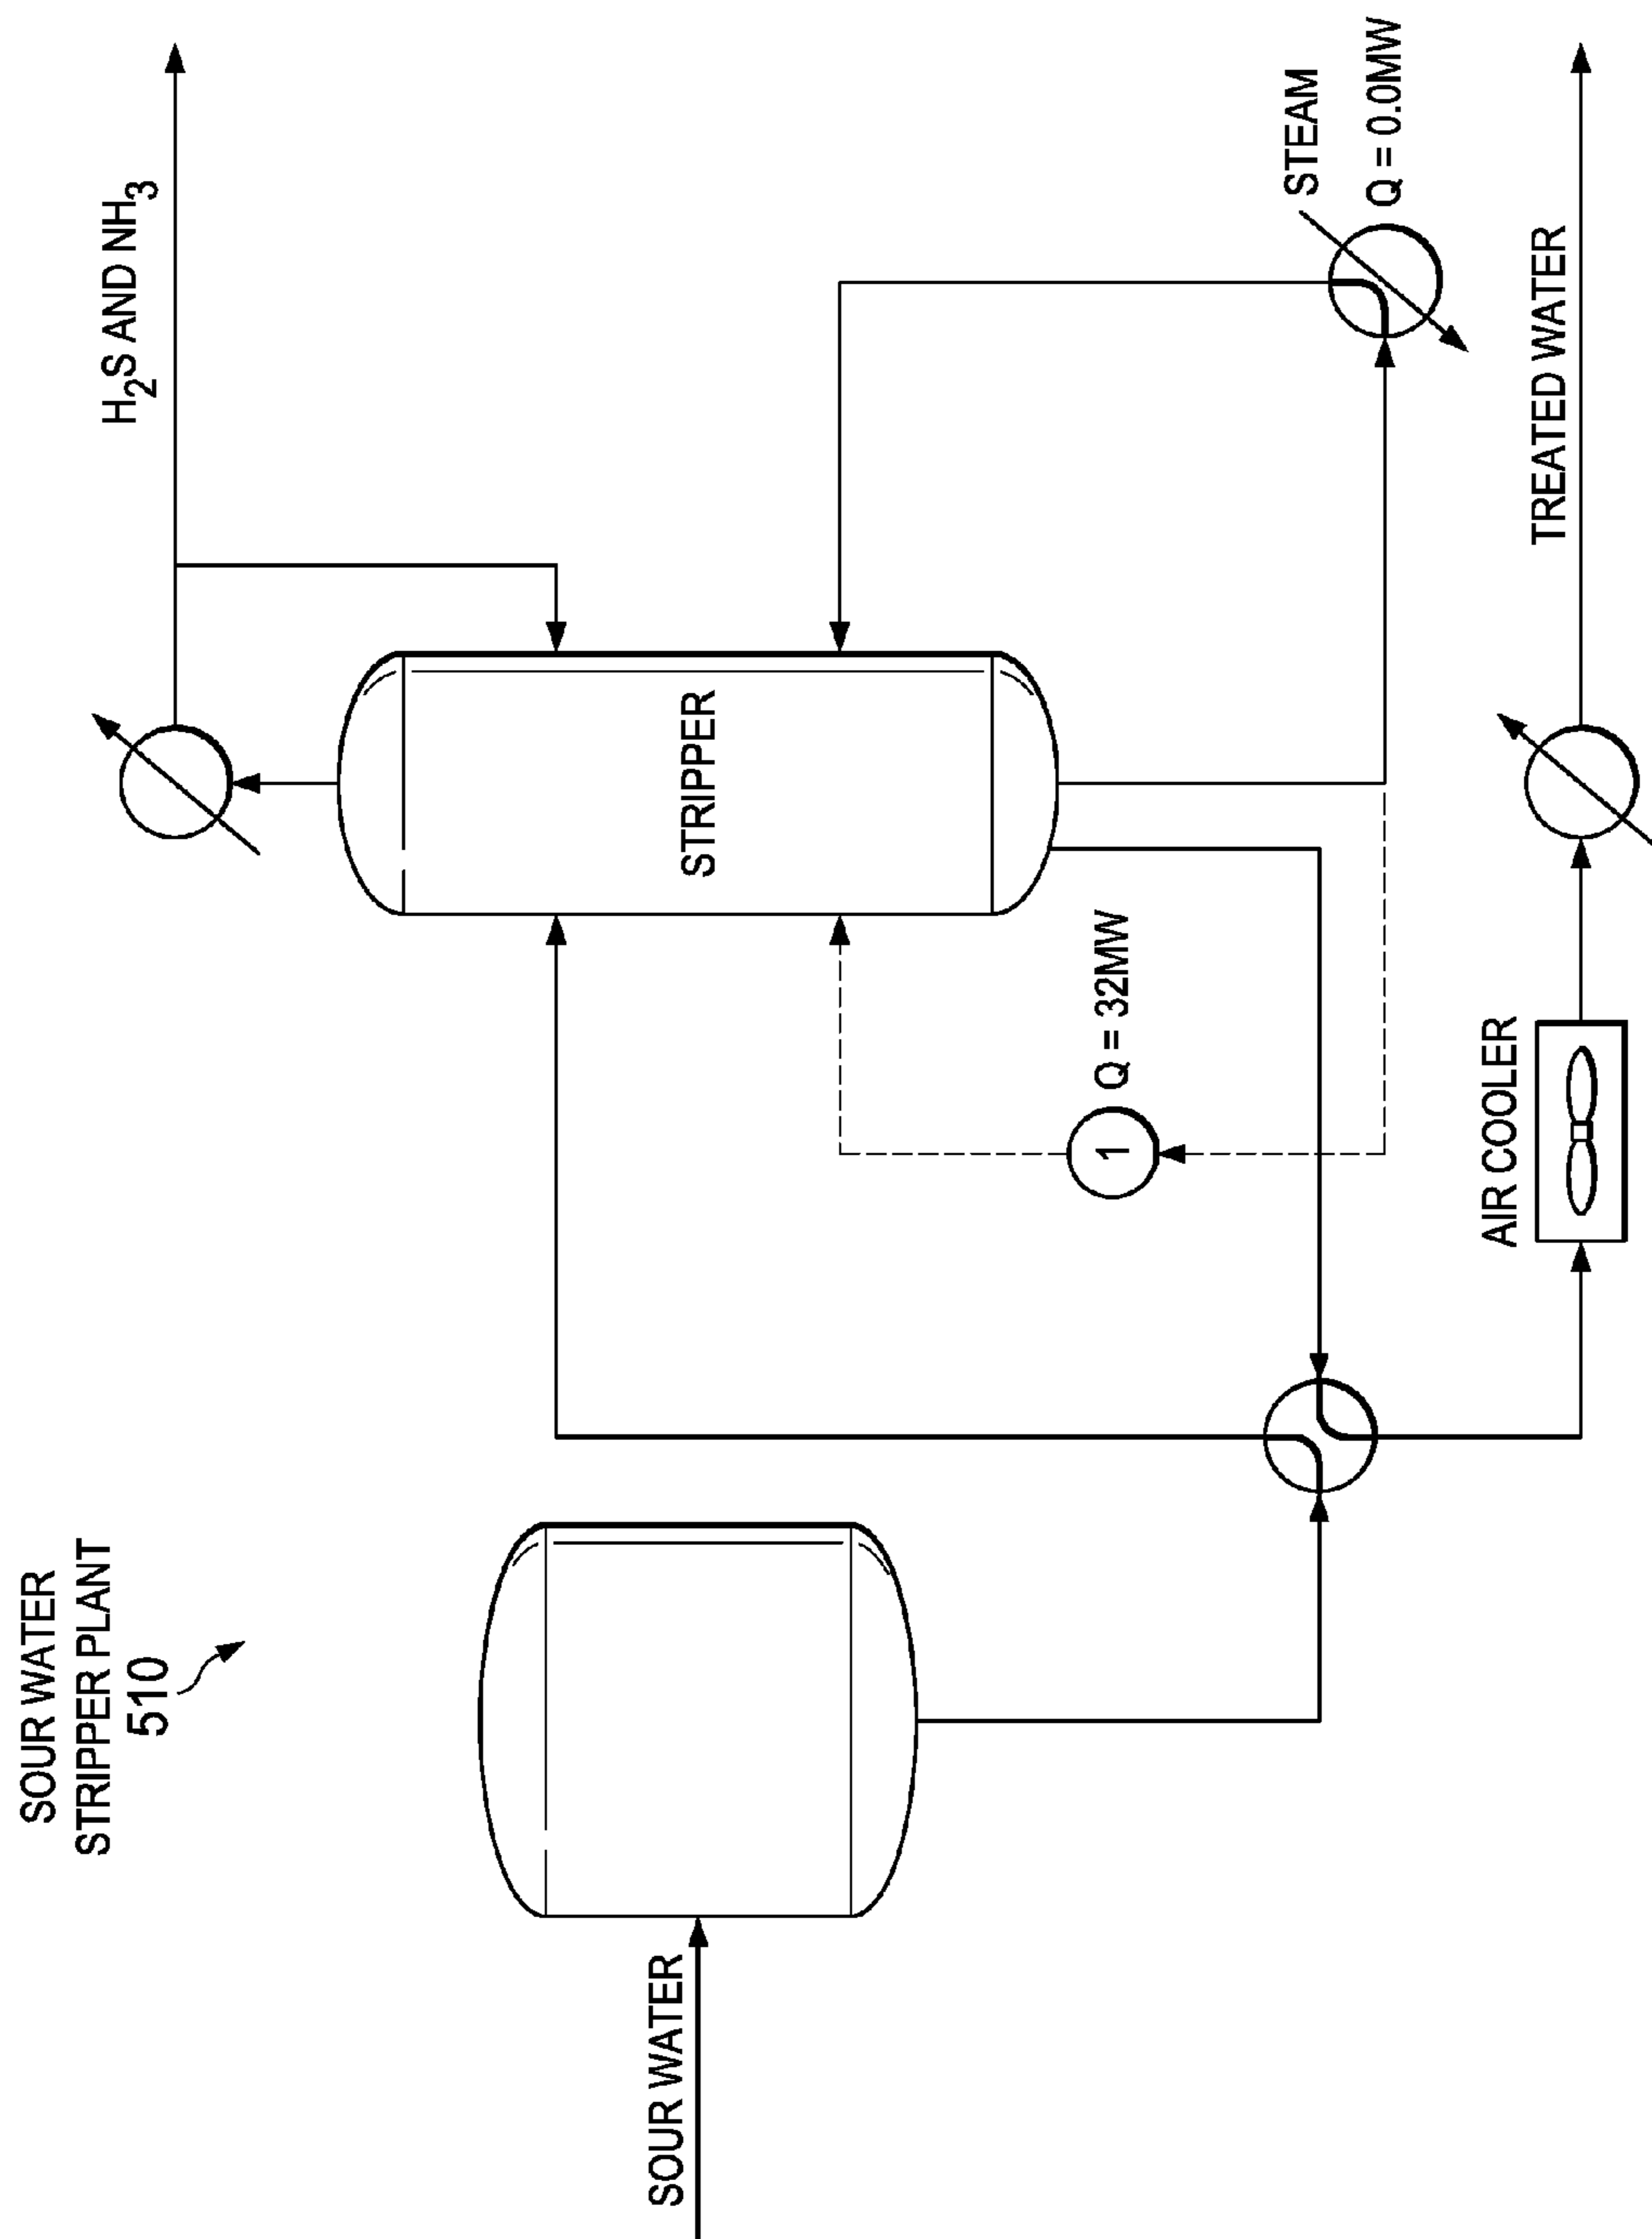 SOUR WATER
STRIPPER PLANT
510
SOUR WATER
H₂S AND NH₃
STRIPPER
Q = 32MW
1
STEAM
Q = 0.0MW
AIR COOLER
TREATED WATER